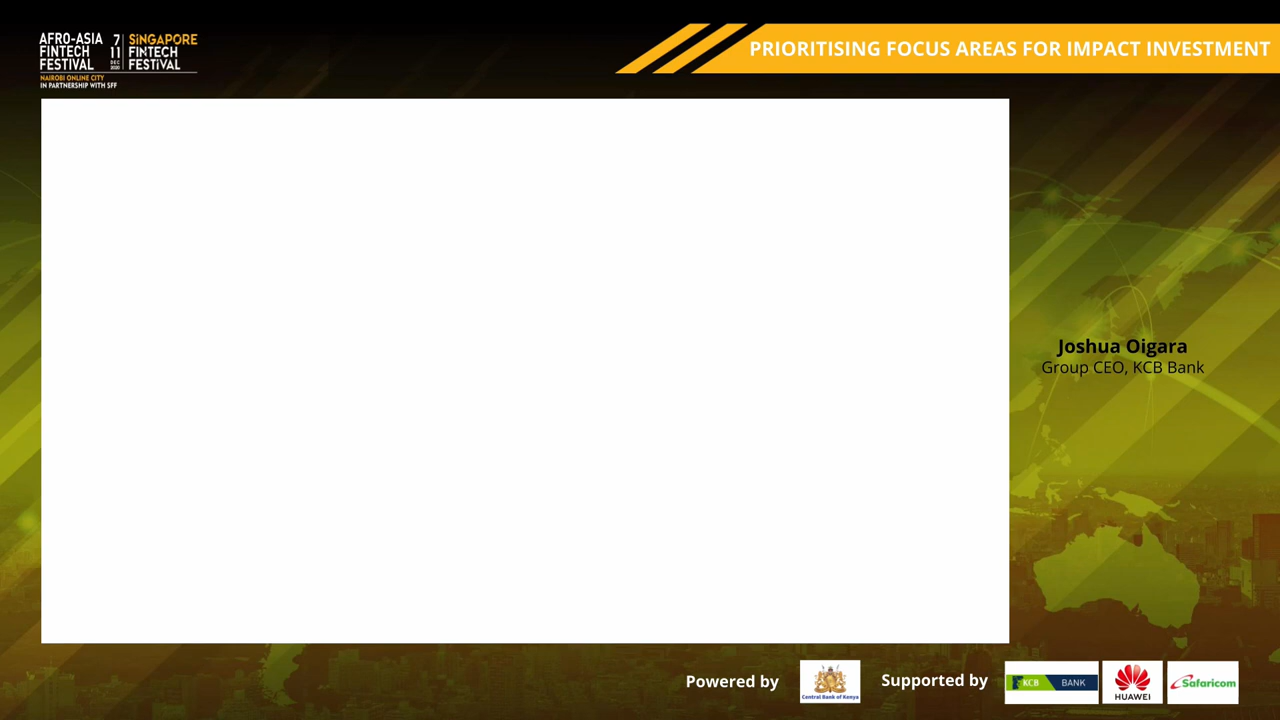 AFRO-ASIA
FINTECH
FESTIVAL
7
11
DEC
2020
SINGAPORE
FINTECH
FESTIVAL
NAIROBI ONLINE CITY
IN PARTNERSHIP WITH SFF
PRIORITISING FOCUS AREAS FOR IMPACT INVESTMENT
Joshua Oigara
Group CEO, KCB Bank
Powered by
Central Bank of Kenya
Supported by
KCB BANK
HUAWEI
Safaricom